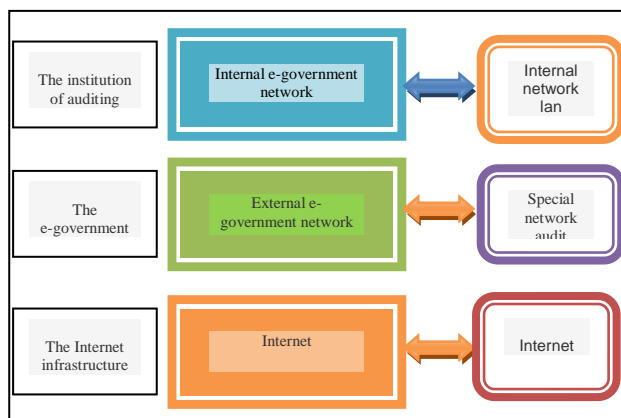 The institution
of auditing
Internal e-government
network
Internal
network
lan
The
e-government
External e-
government network
Special
network
audit
The Internet
infrastructure
Internet
Internet